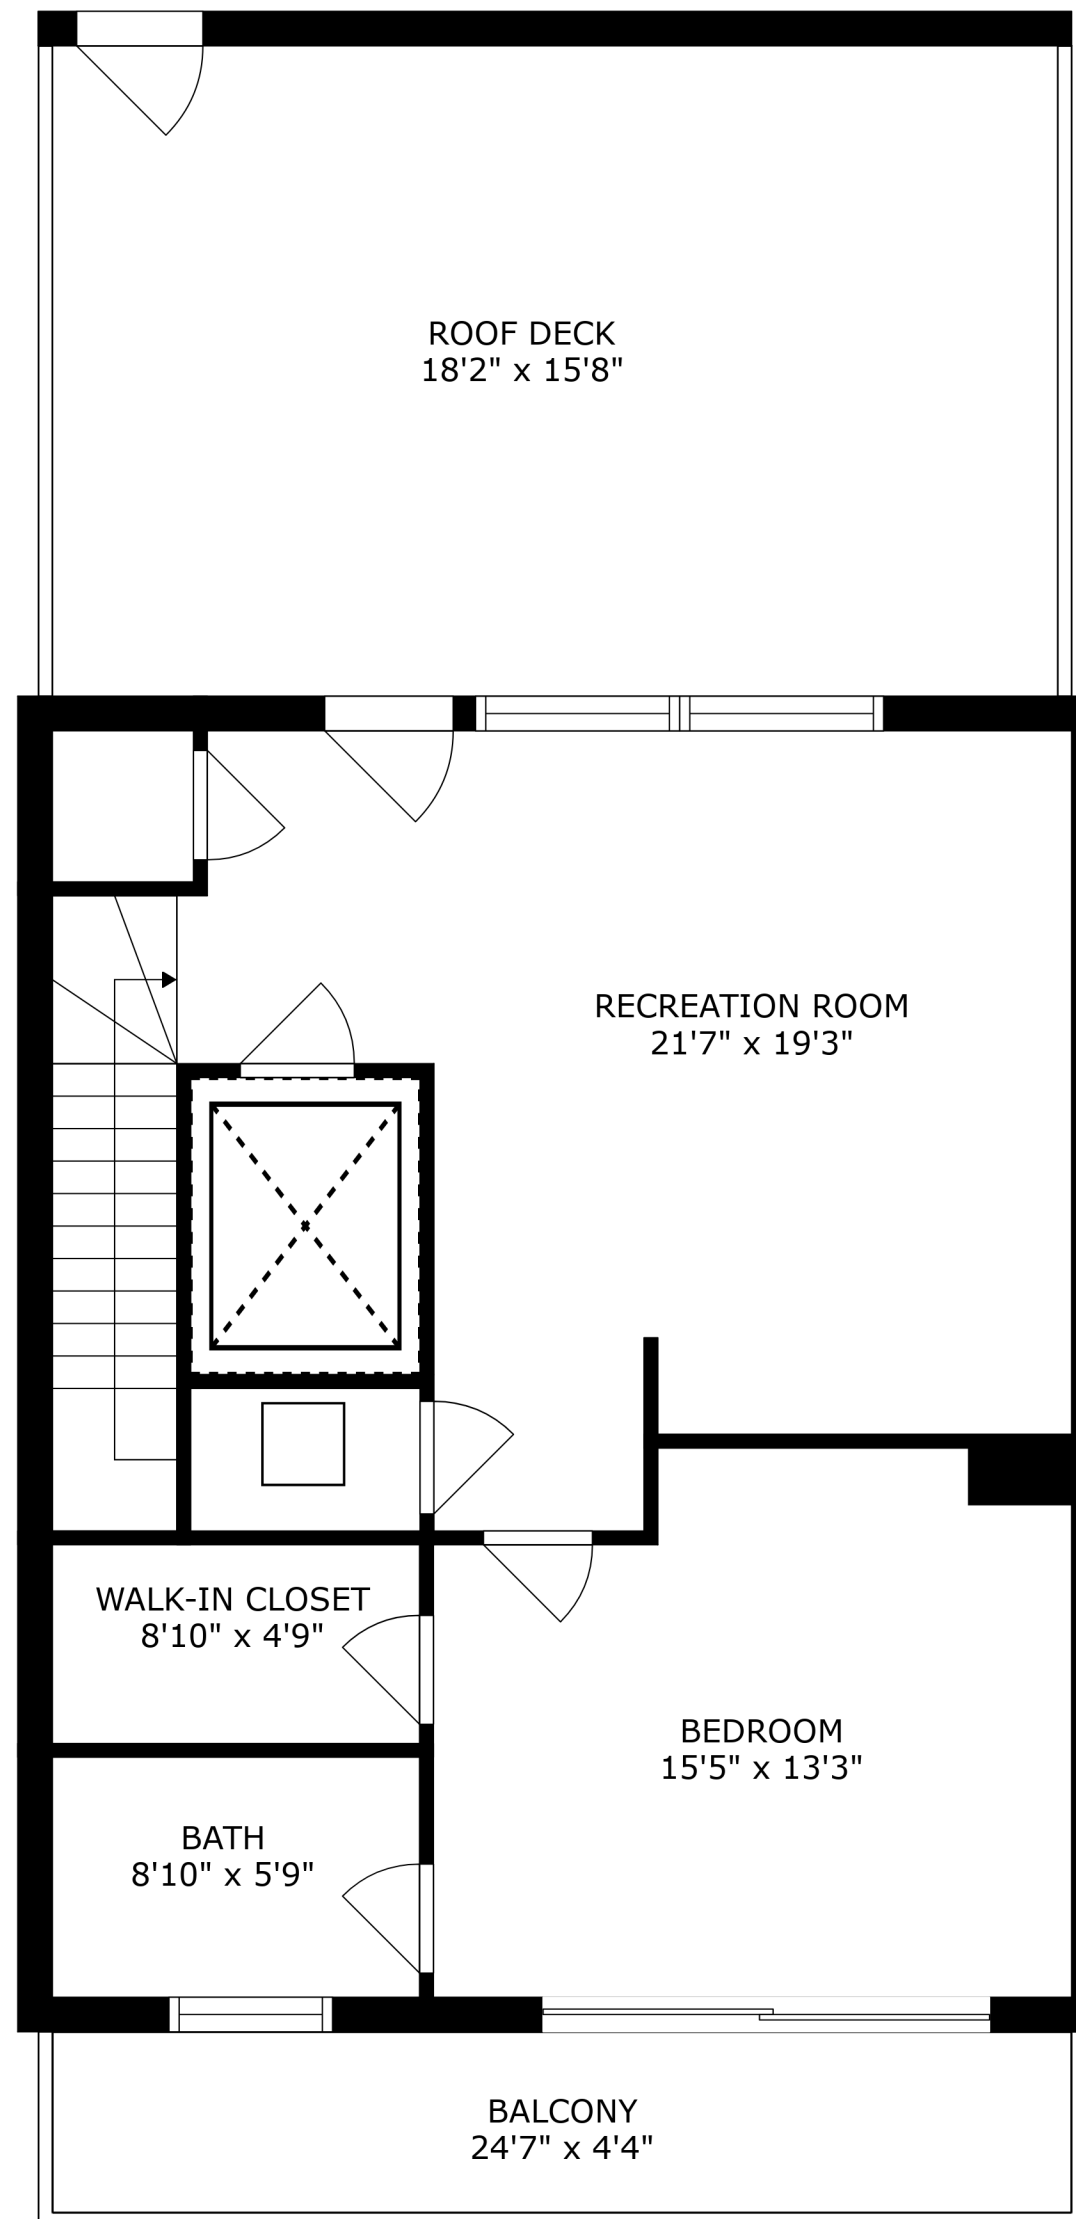 ROOF DECK
18'2" x 15'8"
RECREATION ROOM
21'7" x 19'3"
WALK-IN CLOSET
8'10" x 4'9"
BEDROOM
15'5" x 13'3"
BATH
8'10" x 5'9"
BALCONY
24'7" x 4'4"